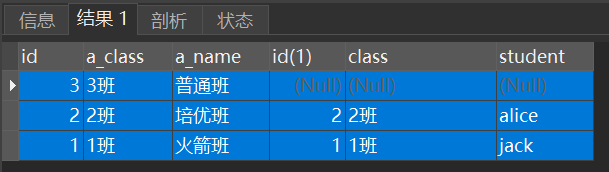 信息 结果 1 剖析 状态
id a_class a_name id(1) class student
3 3班 普通班 (Null) (Null) (Null)
2 2班 培优班 2 2班 alice
1 1班 火箭班 1 1班 jack